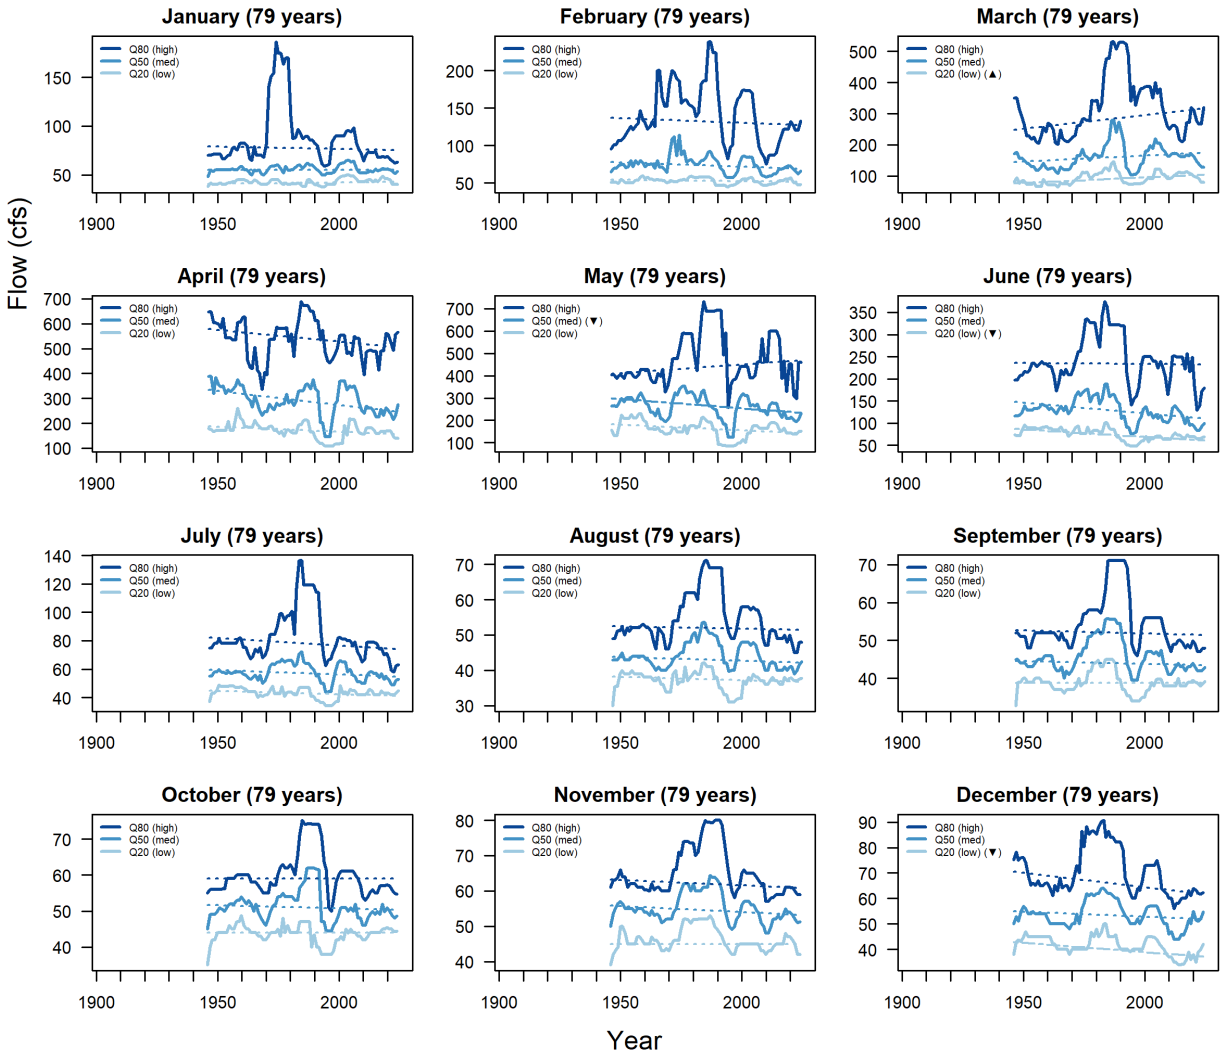 January (79 years)
Q80 (high)
Q50 (med)
Q20 (low)
150
100
50
1900
1950
2000
February (79 years)
Q80 (high)
Q50 (med)
Q20 (low)
200
150
100
50
1900
1950
2000
March (79 years)
Q80 (high)
Q50 (med)
Q20 (low) (▲)
500
400
300
200
100
1900
1950
2000
Flow (cfs)
April (79 years)
Q80 (high)
Q50 (med)
Q20 (low)
700
600
500
400
300
200
100
1900
1950
2000
May (79 years)
Q80 (high)
Q50 (med) (▼)
Q20 (low)
700
600
500
400
300
200
100
1900
1950
2000
June (79 years)
Q80 (high)
Q50 (med)
Q20 (low) (▼)
350
300
250
200
150
100
50
1900
1950
2000
July (79 years)
Q80 (high)
Q50 (med)
Q20 (low)
140
120
100
80
60
40
1900
1950
2000
August (79 years)
Q80 (high)
Q50 (med)
Q20 (low)
70
60
50
40
30
1900
1950
2000
September (79 years)
Q80 (high)
Q50 (med)
Q20 (low)
70
60
50
40
1900
1950
2000
October (79 years)
Q80 (high)
Q50 (med)
Q20 (low)
70
60
50
40
1900
1950
2000
November (79 years)
Q80 (high)
Q50 (med)
Q20 (low)
80
70
60
50
40
1900
1950
2000
December (79 years)
Q80 (high)
Q50 (med)
Q20 (low) (▼)
90
80
70
60
50
40
1900
1950
2000
Year